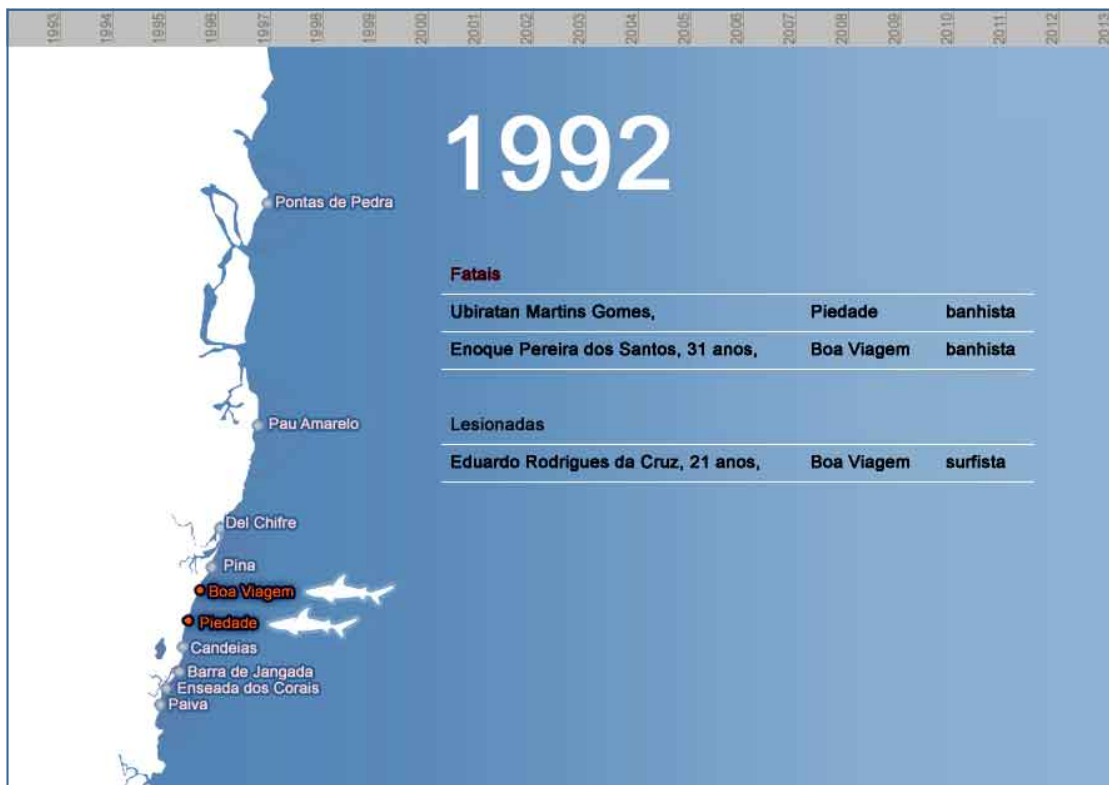 1993 1994 1995 1996 1997 1998 1999 2000 2001 2002 2003 2004 2005 2006 2007 2008 2009 2010 2011 2012 2013
1992
Pontas de Pedra
Fatais
Ubiratan Martins Gomes, Piedade banhista
Enoque Pereira dos Santos, 31 anos, Boa Viagem banhista
Pau Amarelo
Lesionadas
Eduardo Rodrigues da Cruz, 21 anos, Boa Viagem surfista
Del Chifre
Pina
Boa Viagem
Piedade
Candeias
Barra de Jangada
Enseada dos Corais
Paiva